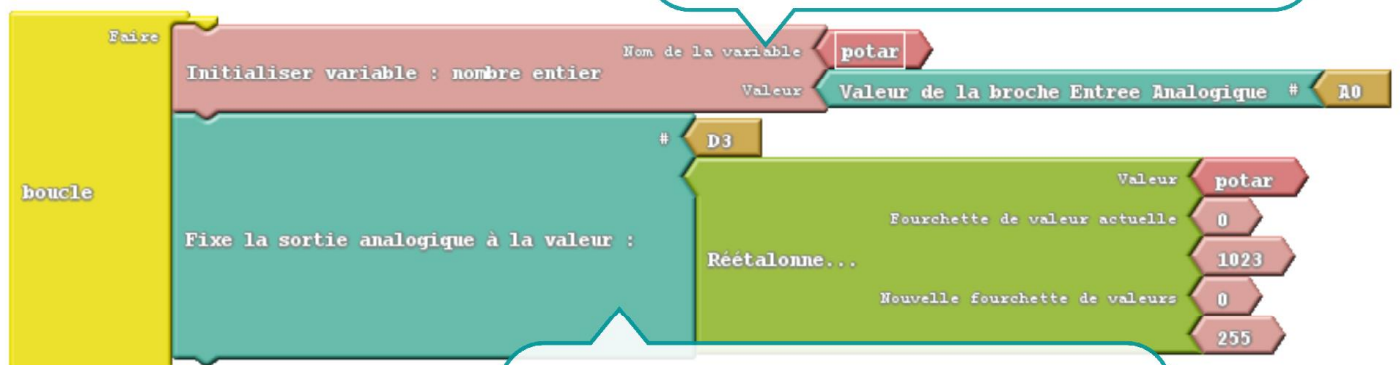 Faire
Nom de la variable potar
Initialiser variable : nombre entier
Valeur Valeur de la broche Entree Analogique # A0
# D3
boucle
Valeur potar
Fourchette de valeur actuelle 0
Fixe la sortie analogique à la valeur :
Réétalonne... 1023
Nouvelle fourchette de valeurs 0
255